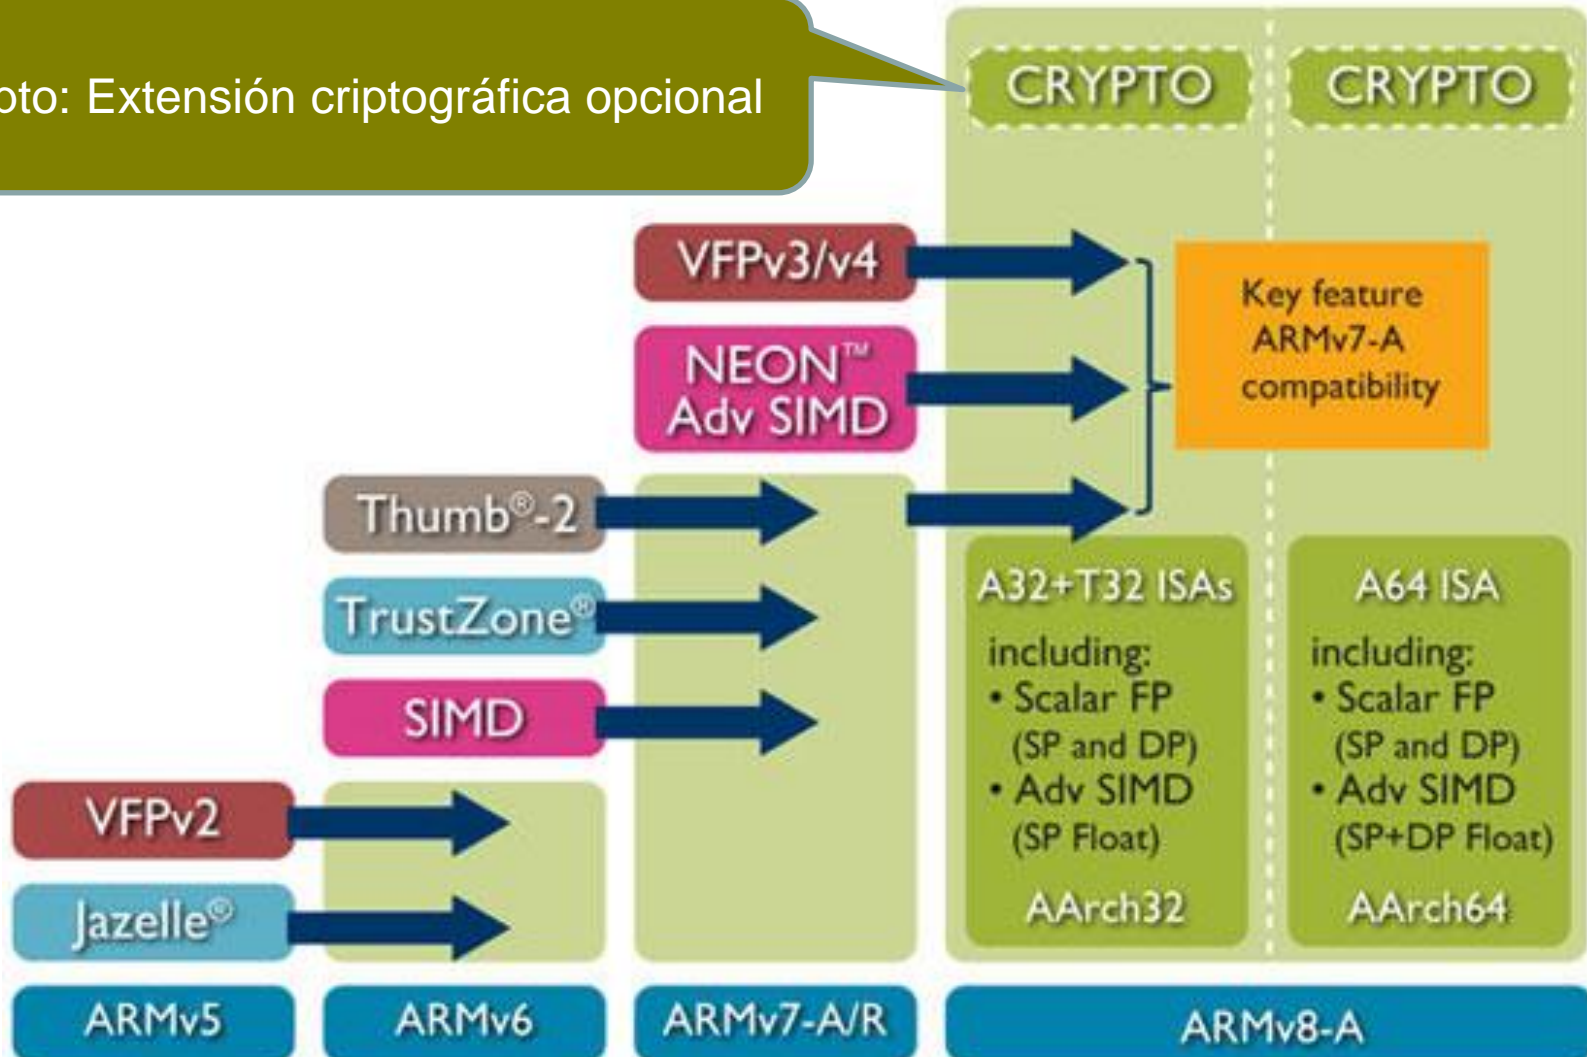 oto: Extensión criptográfica opcional
CRYPTO
CRYPTO
VFPv3/v4
NEON™
Adv SIMD
Key feature
ARMv7-A
compatibility
Thumb®-2
TrustZone®
SIMD
VFPv2
Jazelle®
A32+T32 ISAs
including:
• Scalar FP
(SP and DP)
• Adv SIMD
(SP Float)
AArch32
A64 ISA
including:
• Scalar FP
(SP and DP)
• Adv SIMD
(SP+DP Float)
AArch64
ARMv5
ARMv6
ARMv7-A/R
ARMv8-A